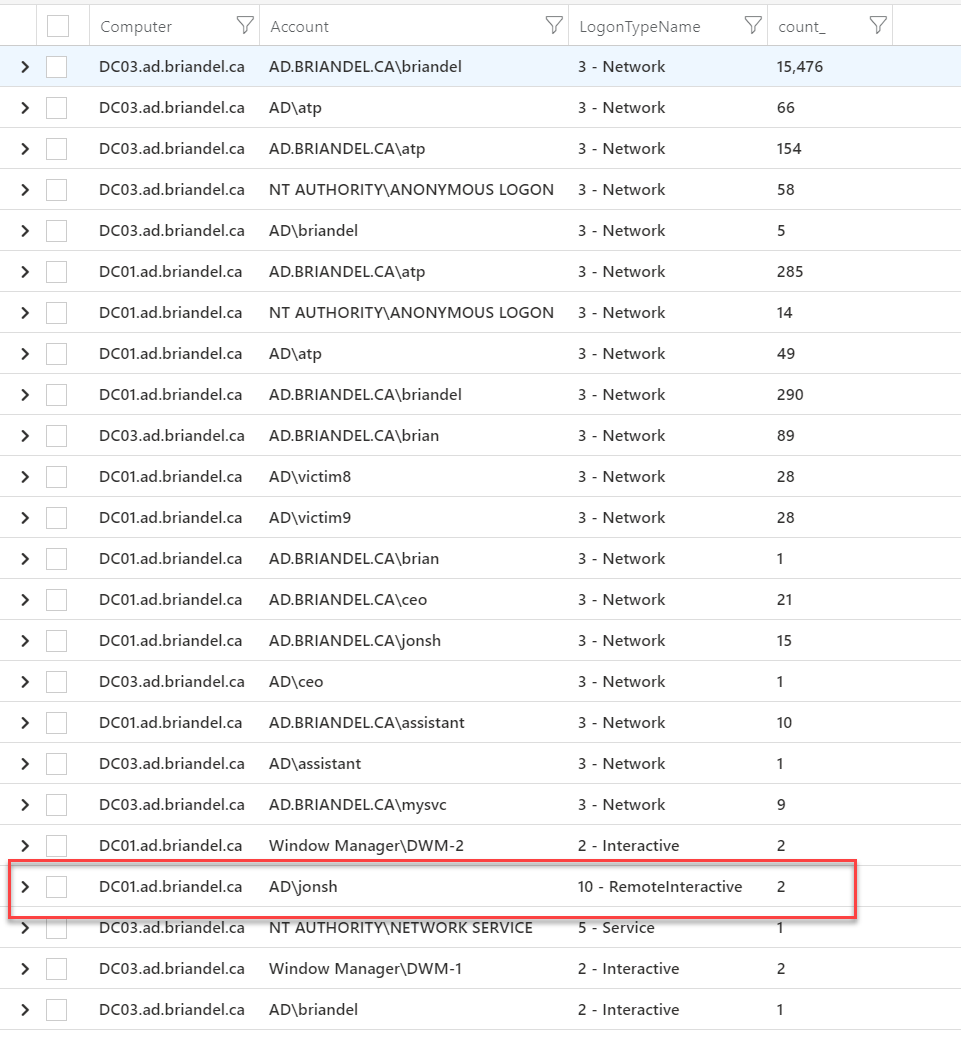 Computer Account LogonTypeName count_
DC03.ad.briandel.ca AD.BRIANDEL.CA\briandel 3 - Network 15,476
DC03.ad.briandel.ca AD\atp 3 - Network 66
DC03.ad.briandel.ca AD.BRIANDEL.CA\atp 3 - Network 154
DC03.ad.briandel.ca NT AUTHORITY\ANONYMOUS LOGON 3 - Network 58
DC03.ad.briandel.ca AD\briandel 3 - Network 5
DC01.ad.briandel.ca AD.BRIANDEL.CA\atp 3 - Network 285
DC01.ad.briandel.ca NT AUTHORITY\ANONYMOUS LOGON 3 - Network 14
DC01.ad.briandel.ca AD\atp 3 - Network 49
DC01.ad.briandel.ca AD.BRIANDEL.CA\briandel 3 - Network 290
DC03.ad.briandel.ca AD.BRIANDEL.CA\brian 3 - Network 89
DC01.ad.briandel.ca AD\victim8 3 - Network 28
DC01.ad.briandel.ca AD\victim9 3 - Network 28
DC01.ad.briandel.ca AD.BRIANDEL.CA\brian 3 - Network 1
DC01.ad.briandel.ca AD.BRIANDEL.CA\ceo 3 - Network 21
DC01.ad.briandel.ca AD.BRIANDEL.CA\jonsh 3 - Network 15
DC03.ad.briandel.ca AD\ceo 3 - Network 1
DC01.ad.briandel.ca AD.BRIANDEL.CA\assistant 3 - Network 10
DC03.ad.briandel.ca AD\assistant 3 - Network 1
DC03.ad.briandel.ca AD.BRIANDEL.CA\mysvc 3 - Network 9
DC01.ad.briandel.ca Window Manager\DWM-2 2 - Interactive 2
DC01.ad.briandel.ca AD\jonsh 10 - RemoteInteractive 2
DC03.ad.briandel.ca NT AUTHORITY\NETWORK SERVICE 5 - Service 1
DC03.ad.briandel.ca Window Manager\DWM-1 2 - Interactive 2
DC03.ad.briandel.ca AD\briandel 2 - Interactive 1